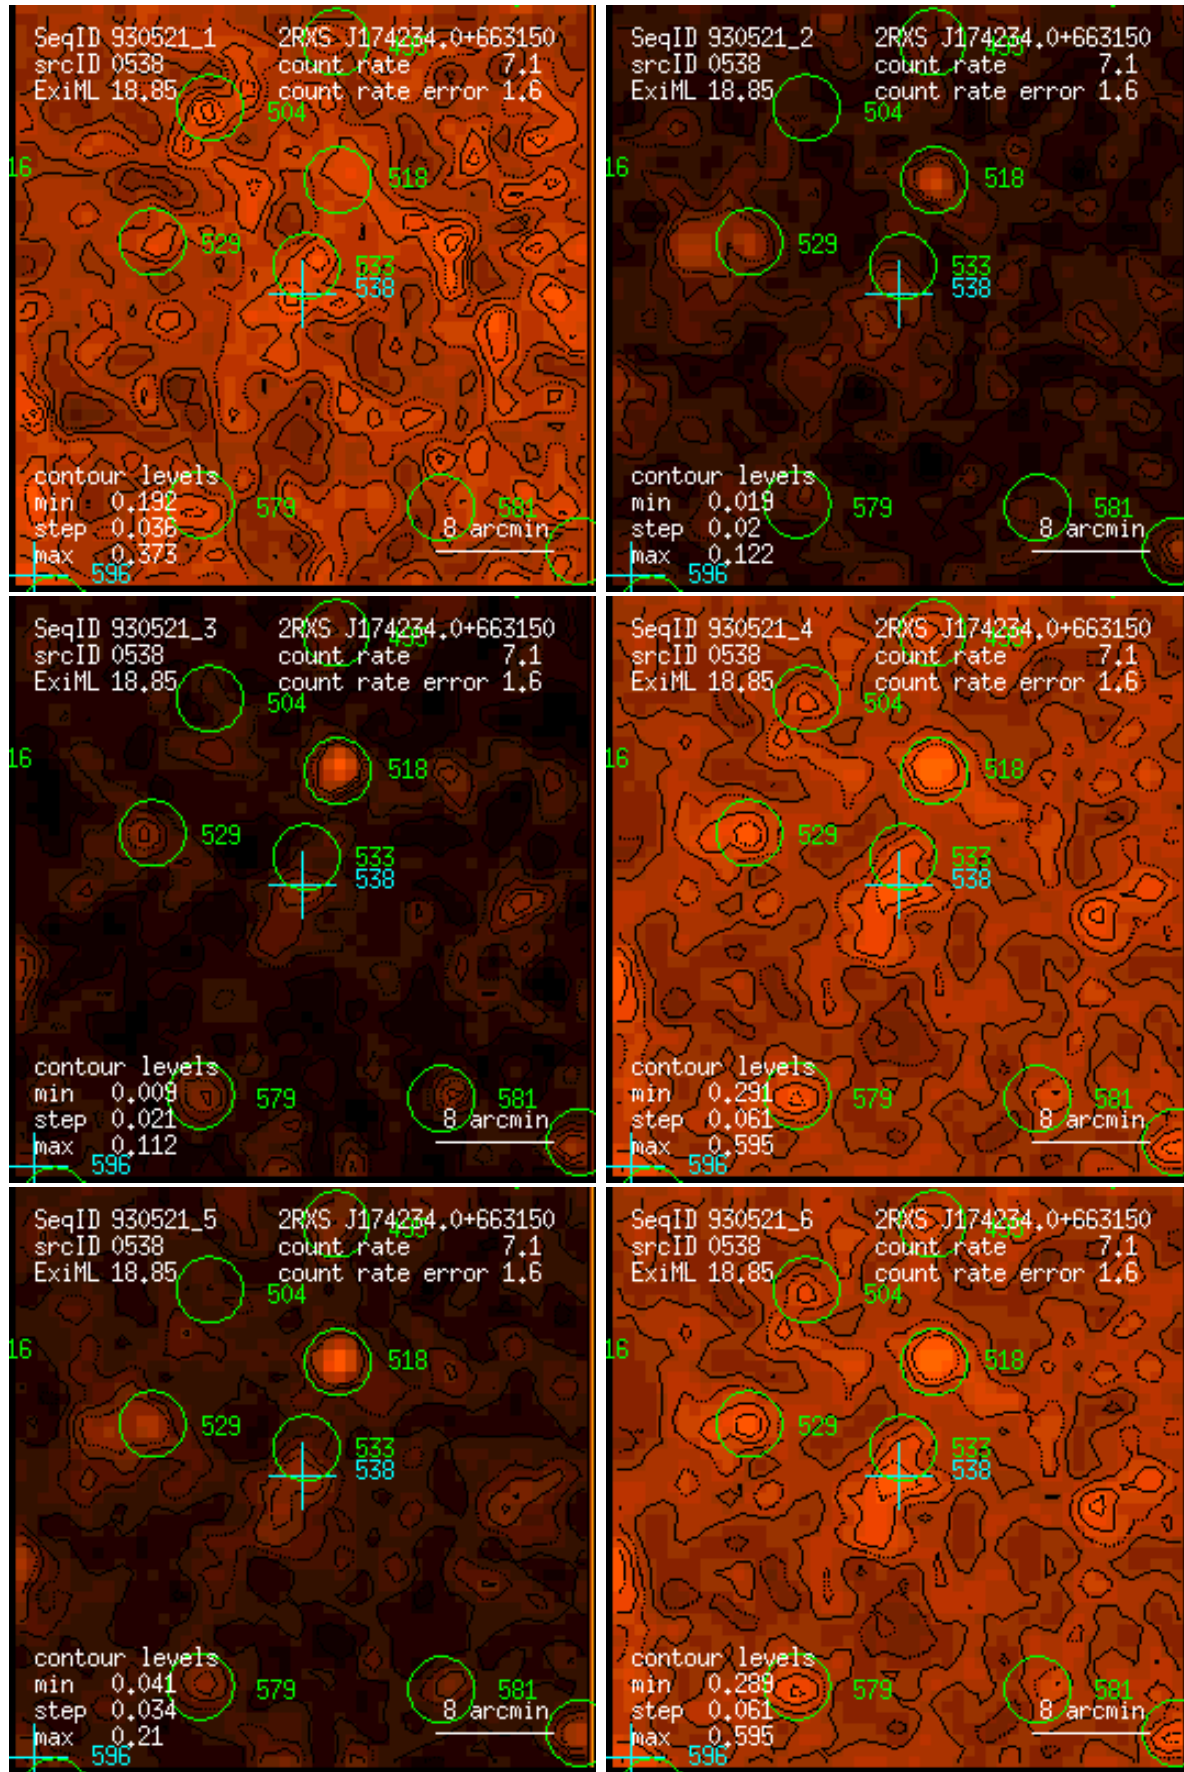 SeqID 930521_1 2RXS J174234.0+663150
495
srcID 0538 count rate 7.1
ExiML 18.85 count rate error 1.6
504
16
518
529
533
538
contour levels
min 0.192
579
581
step 0.036
8 arcmin
max 0.373
596
SeqID 930521_2 2RXS J174234.0+663150
495
srcID 0538 count rate 7.1
ExiML 18.85 count rate error 1.6
504
16
518
529
533
538
contour levels
min 0.019
579
581
step 0.02
8 arcmin
max 0.122
596
SeqID 930521_3 2RXS J174234.0+663150
495
srcID 0538 count rate 7.1
ExiML 18.85 count rate error 1.6
504
16
518
529
533
538
contour levels
min 0.009
579
581
step 0.021
8 arcmin
max 0.112
596
SeqID 930521_4 2RXS J174234.0+663150
495
srcID 0538 count rate 7.1
ExiML 18.85 count rate error 1.6
504
16
518
529
533
538
contour levels
min 0.291
579
581
step 0.061
8 arcmin
max 0.595
596
SeqID 930521_5 2RXS J174234.0+663150
495
srcID 0538 count rate 7.1
ExiML 18.85 count rate error 1.6
504
16
518
529
533
538
contour levels
min 0.041
579
581
step 0.034
8 arcmin
max 0.21
596
SeqID 930521_6 2RXS J174234.0+663150
495
srcID 0538 count rate 7.1
ExiML 18.85 count rate error 1.6
504
16
518
529
533
538
contour levels
min 0.289
579
581
step 0.061
8 arcmin
max 0.595
596